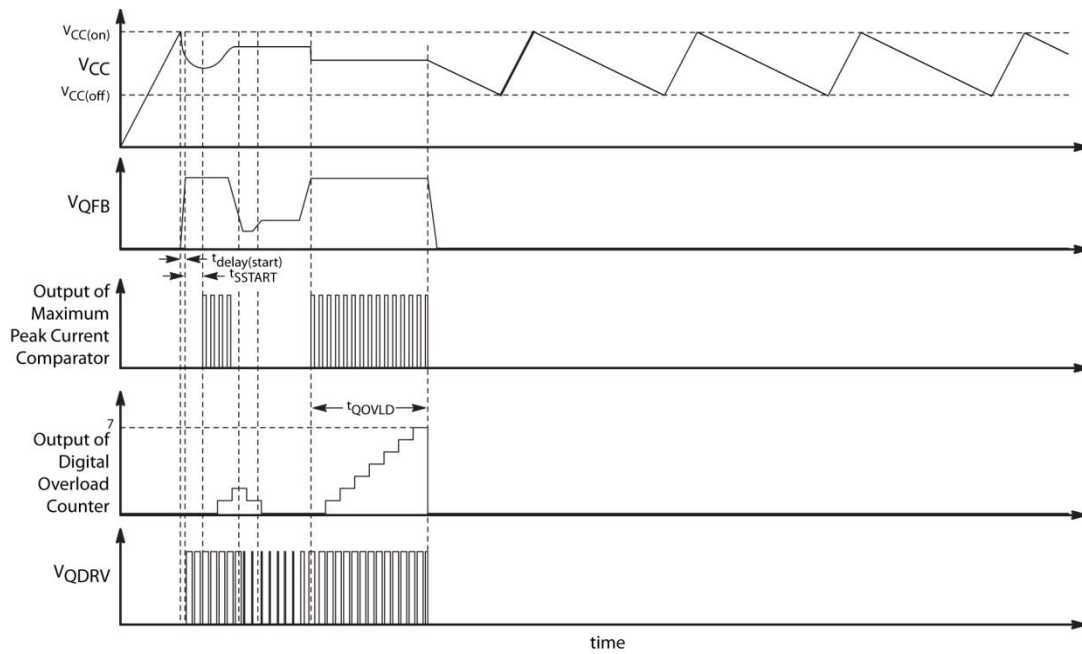 VCC(on)
VCC
VCC(off)
VQFB
tdelay(start)
tSSTART
Output of
Maximum
Peak Current
Comparator
tQOVLD
7
Output of
Digital
Overload
Counter
VQDRV
time